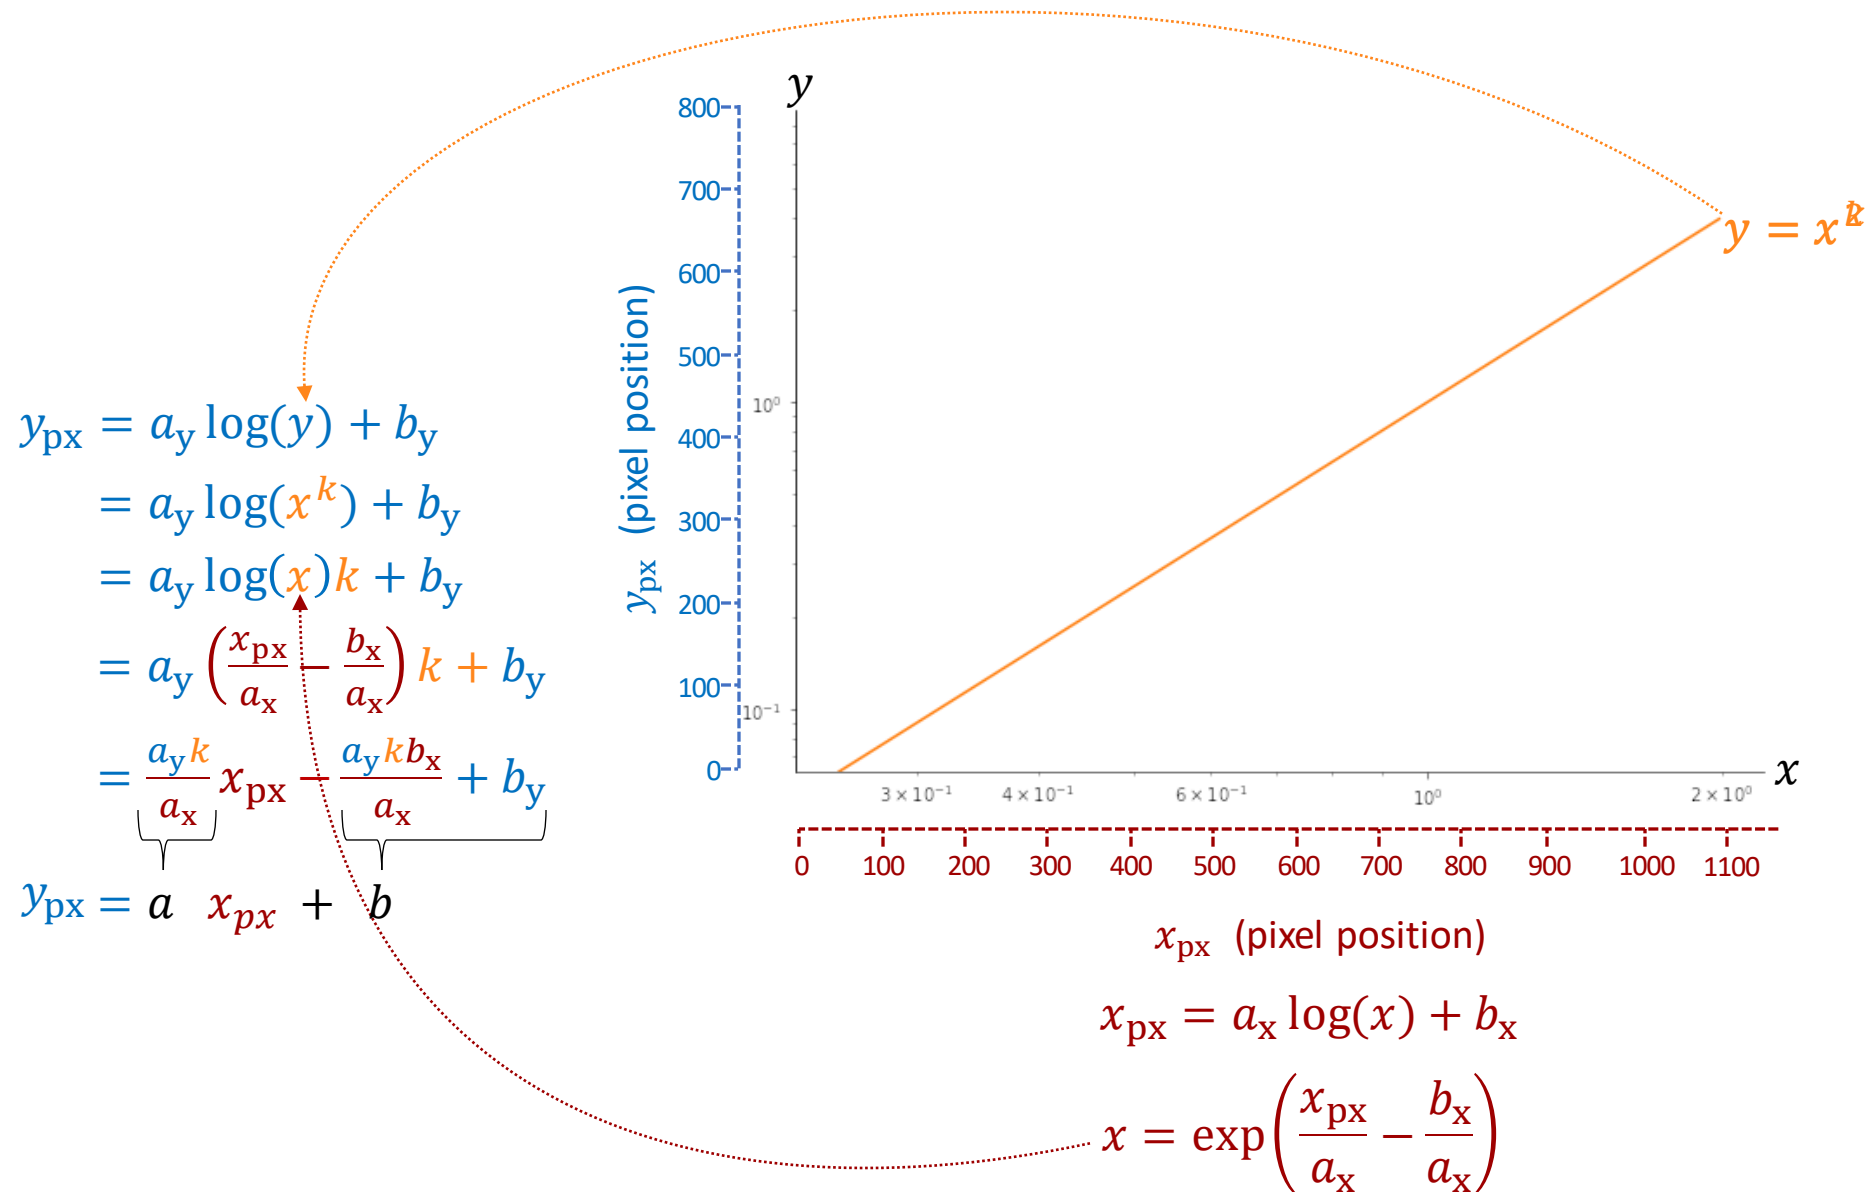 y_px = a_y log(y) + b_y
= a_y log(x^k) + b_y
= a_y log(x)k + b_y
= a_y (x_px/a_x − b_x/a_x) k + b_y
= a_y k/a_x x_px − a_y k b_x/a_x + b_y
y_px = a x_px + b
y
800
700
600
500
400
300
200
100
0
y_px (pixel position)
10⁰
10⁻¹
y = x
x
3 × 10⁻¹ 4 × 10⁻¹ 6 × 10⁻¹ 10⁰ 2 × 10⁰
0 100 200 300 400 500 600 700 800 900 1000 1100
x_px (pixel position)
x_px = a_x log(x) + b_x
x = exp(x_px/a_x − b_x/a_x)